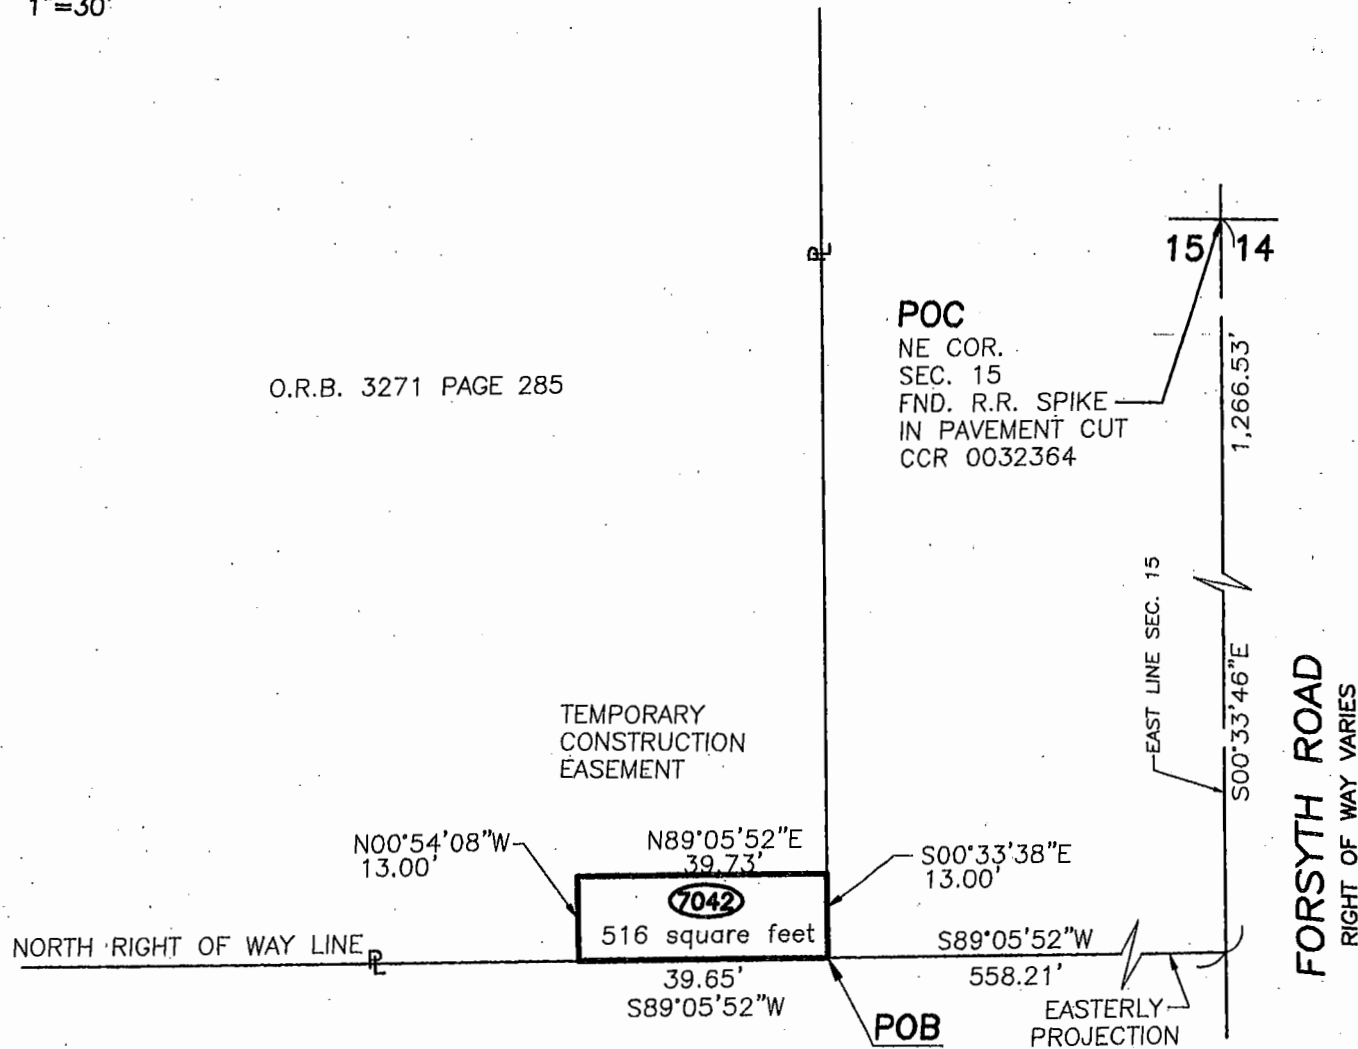 1"=30'
15 14
POC
NE COR.
SEC. 15
FND. R.R. SPIKE
IN PAVEMENT CUT
CCR 0032364
1,266.53'
O.R.B. 3271 PAGE 285
EAST LINE SEC. 15
S00°33'46"E
FORSYTH ROAD
RIGHT OF WAY VARIES
TEMPORARY
CONSTRUCTION
EASEMENT
N00°54'08"W
13.00'
N89°05'52"E
39.73'
S00°33'38"E
13.00'
7042
516 square feet
NORTH RIGHT OF WAY LINE
PL
PL
S89°05'52"W
558.21'
39.65'
S89°05'52"W
POB
EASTERLY
PROJECTION